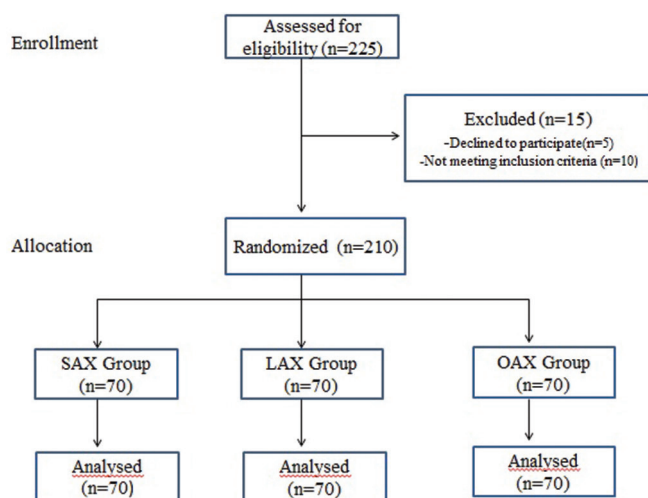 Enrollment
Assessed for
eligibility (n=225)
Excluded (n=15)
-Declined to participate(n=5)
-Not meeting inclusion criteria (n=10)
Allocation
Randomized (n=210)
SAX Group
(n=70)
LAX Group
(n=70)
OAX Group
(n=70)
Analysed
(n=70)
Analysed
(n=70)
Analysed
(n=70)